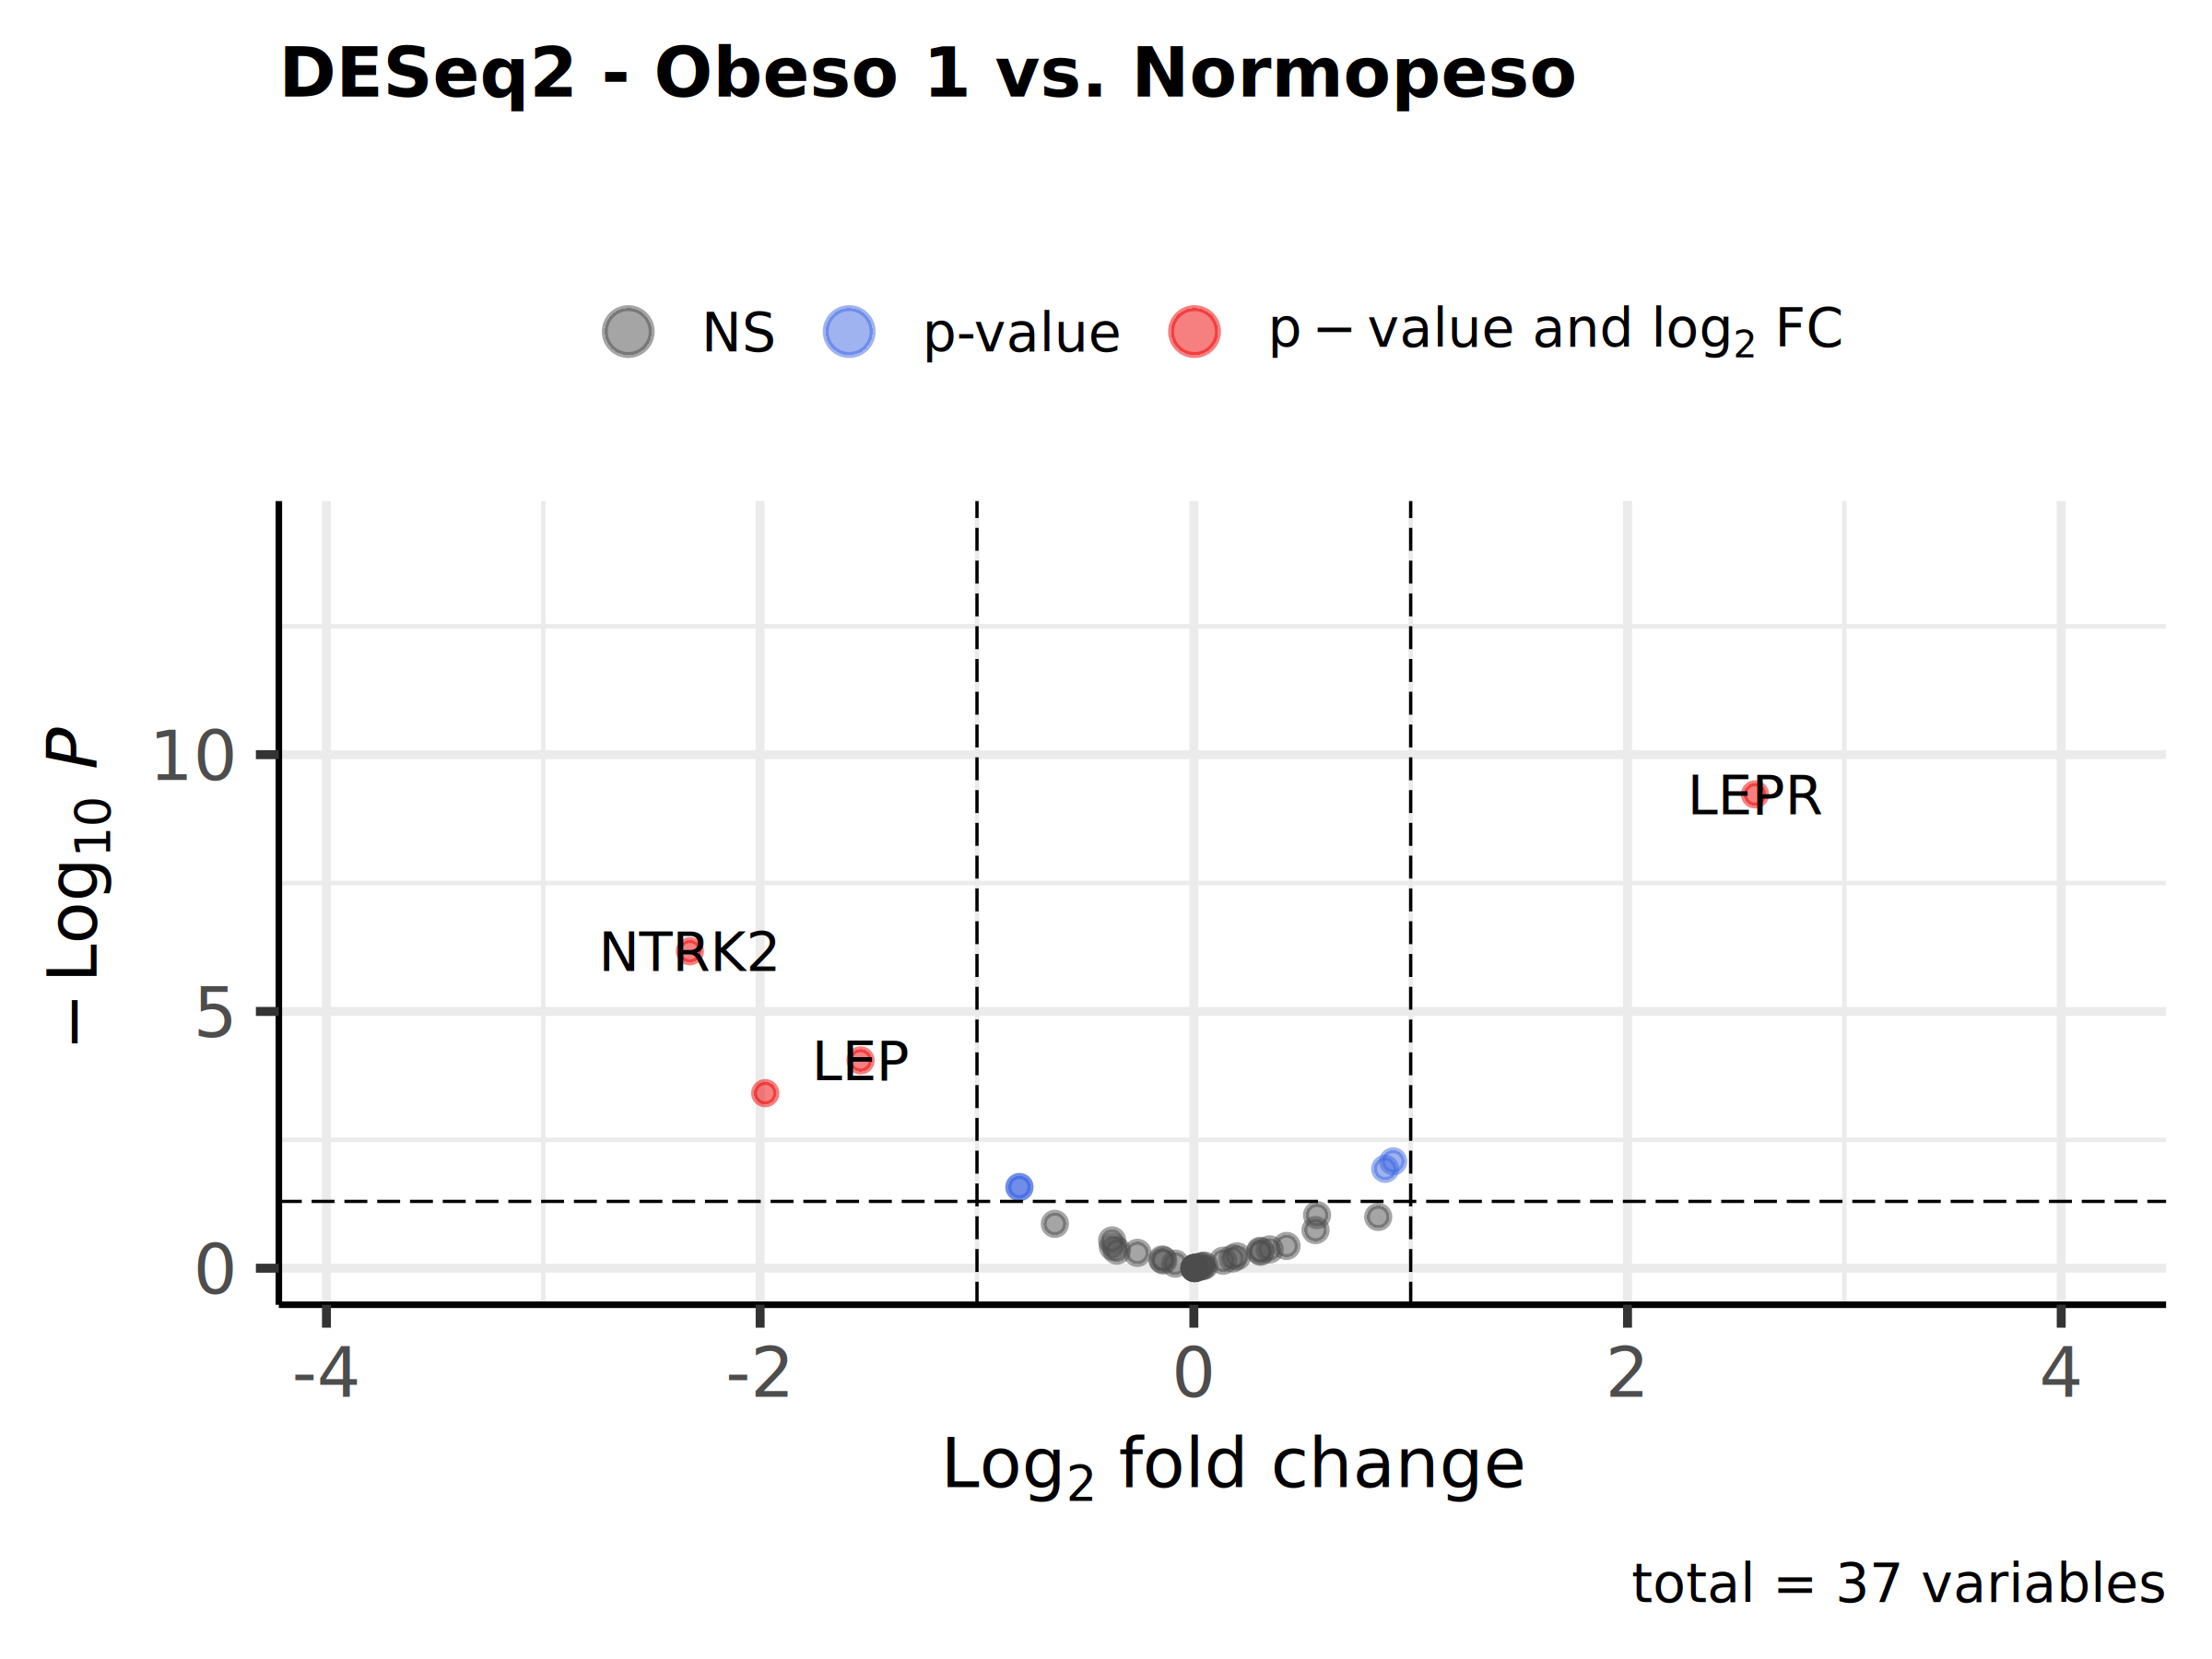 DESeq2 - Obeso 1 vs. Normopeso
NS p-value p − value and log₂ FC
− Log₁₀ P
10
5
0
LEPR
NTRK2
LEP
-4 -2 0 2 4
Log₂ fold change
total = 37 variables